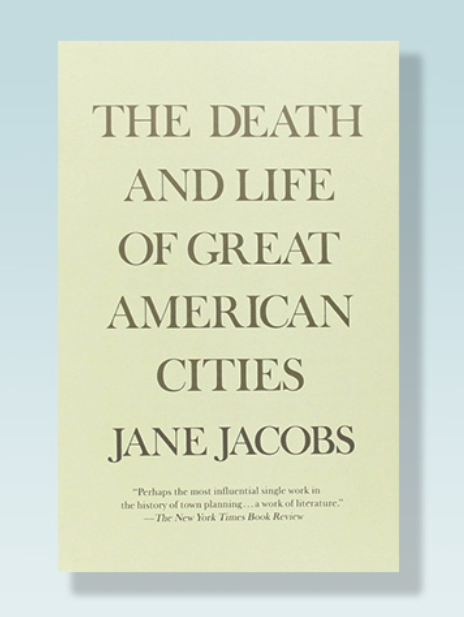 THE DEATH
AND LIFE
OF GREAT
AMERICAN
CITIES
JANE JACOBS
“Perhaps the most influential single work in
the history of town planning...a work of literature.”
—The New York Times Book Review